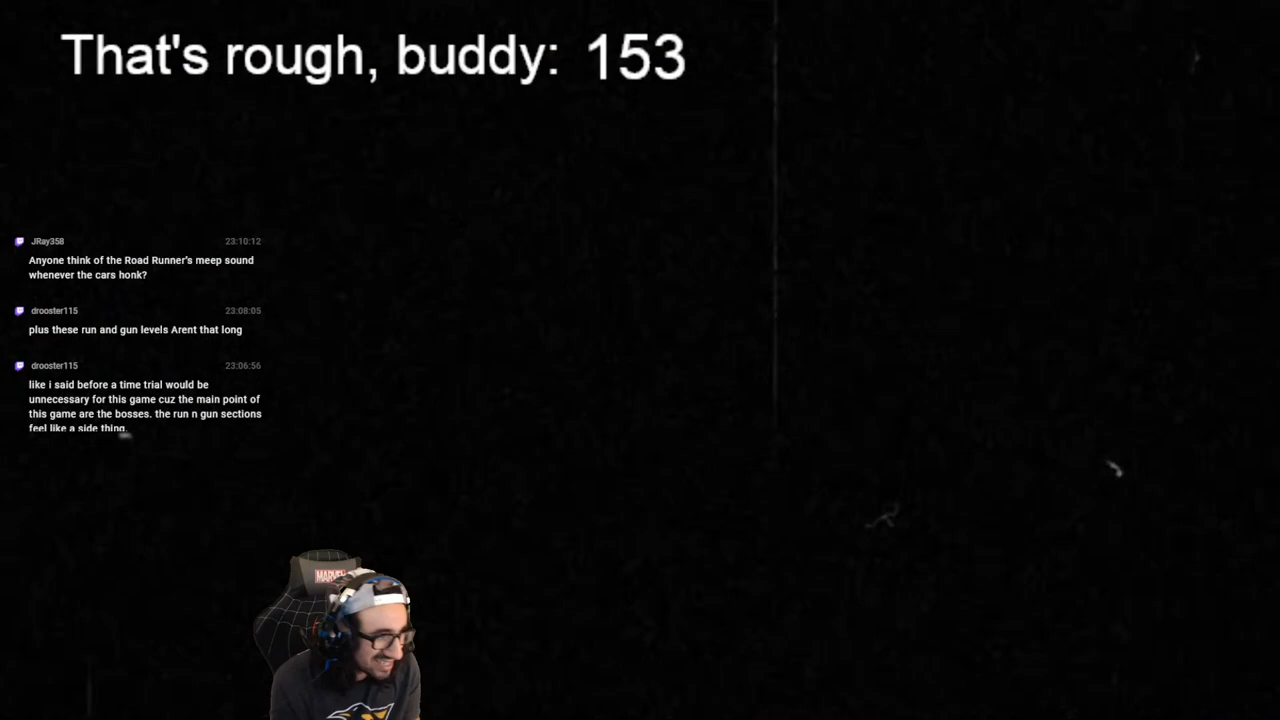 That's rough, buddy: 153
JRay358 23:10:12
Anyone think of the Road Runner's meep sound
whenever the cars honk?
drooster115 23:08:05
plus these run and gun levels Arent that long
drooster115 23:06:56
like i said before a time trial would be
unnecessary for this game cuz the main point of
this game are the bosses. the run n gun sections
feel like a side thing.
MARVEL